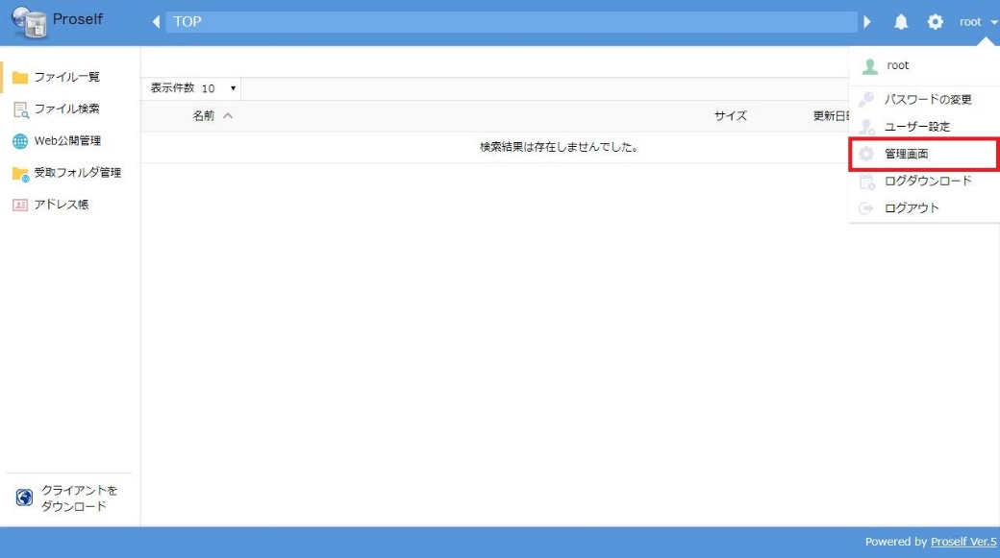 Proself
TOP
root
ファイル一覧
ファイル検索
Web公開管理
受取フォルダ管理
アドレス帳
表示件数 10
名前 サイズ 更新日
検索結果は存在しませんでした。
root
パスワードの変更
ユーザー設定
管理画面
ログダウンロード
ログアウト
クライアントを
ダウンロード
Powered by Proself Ver.5